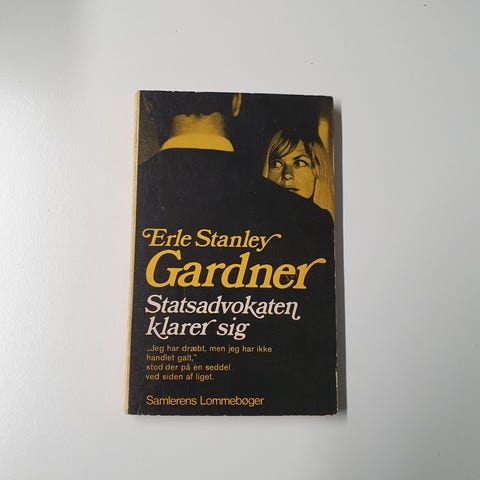 Erle Stanley
Gardner
Statsadvokaten
klarer sig
„Jeg har dræbt, men jeg har ikke
handlet galt,"
stod der på en seddel
ved siden af liget.
Samlerens Lommebøger